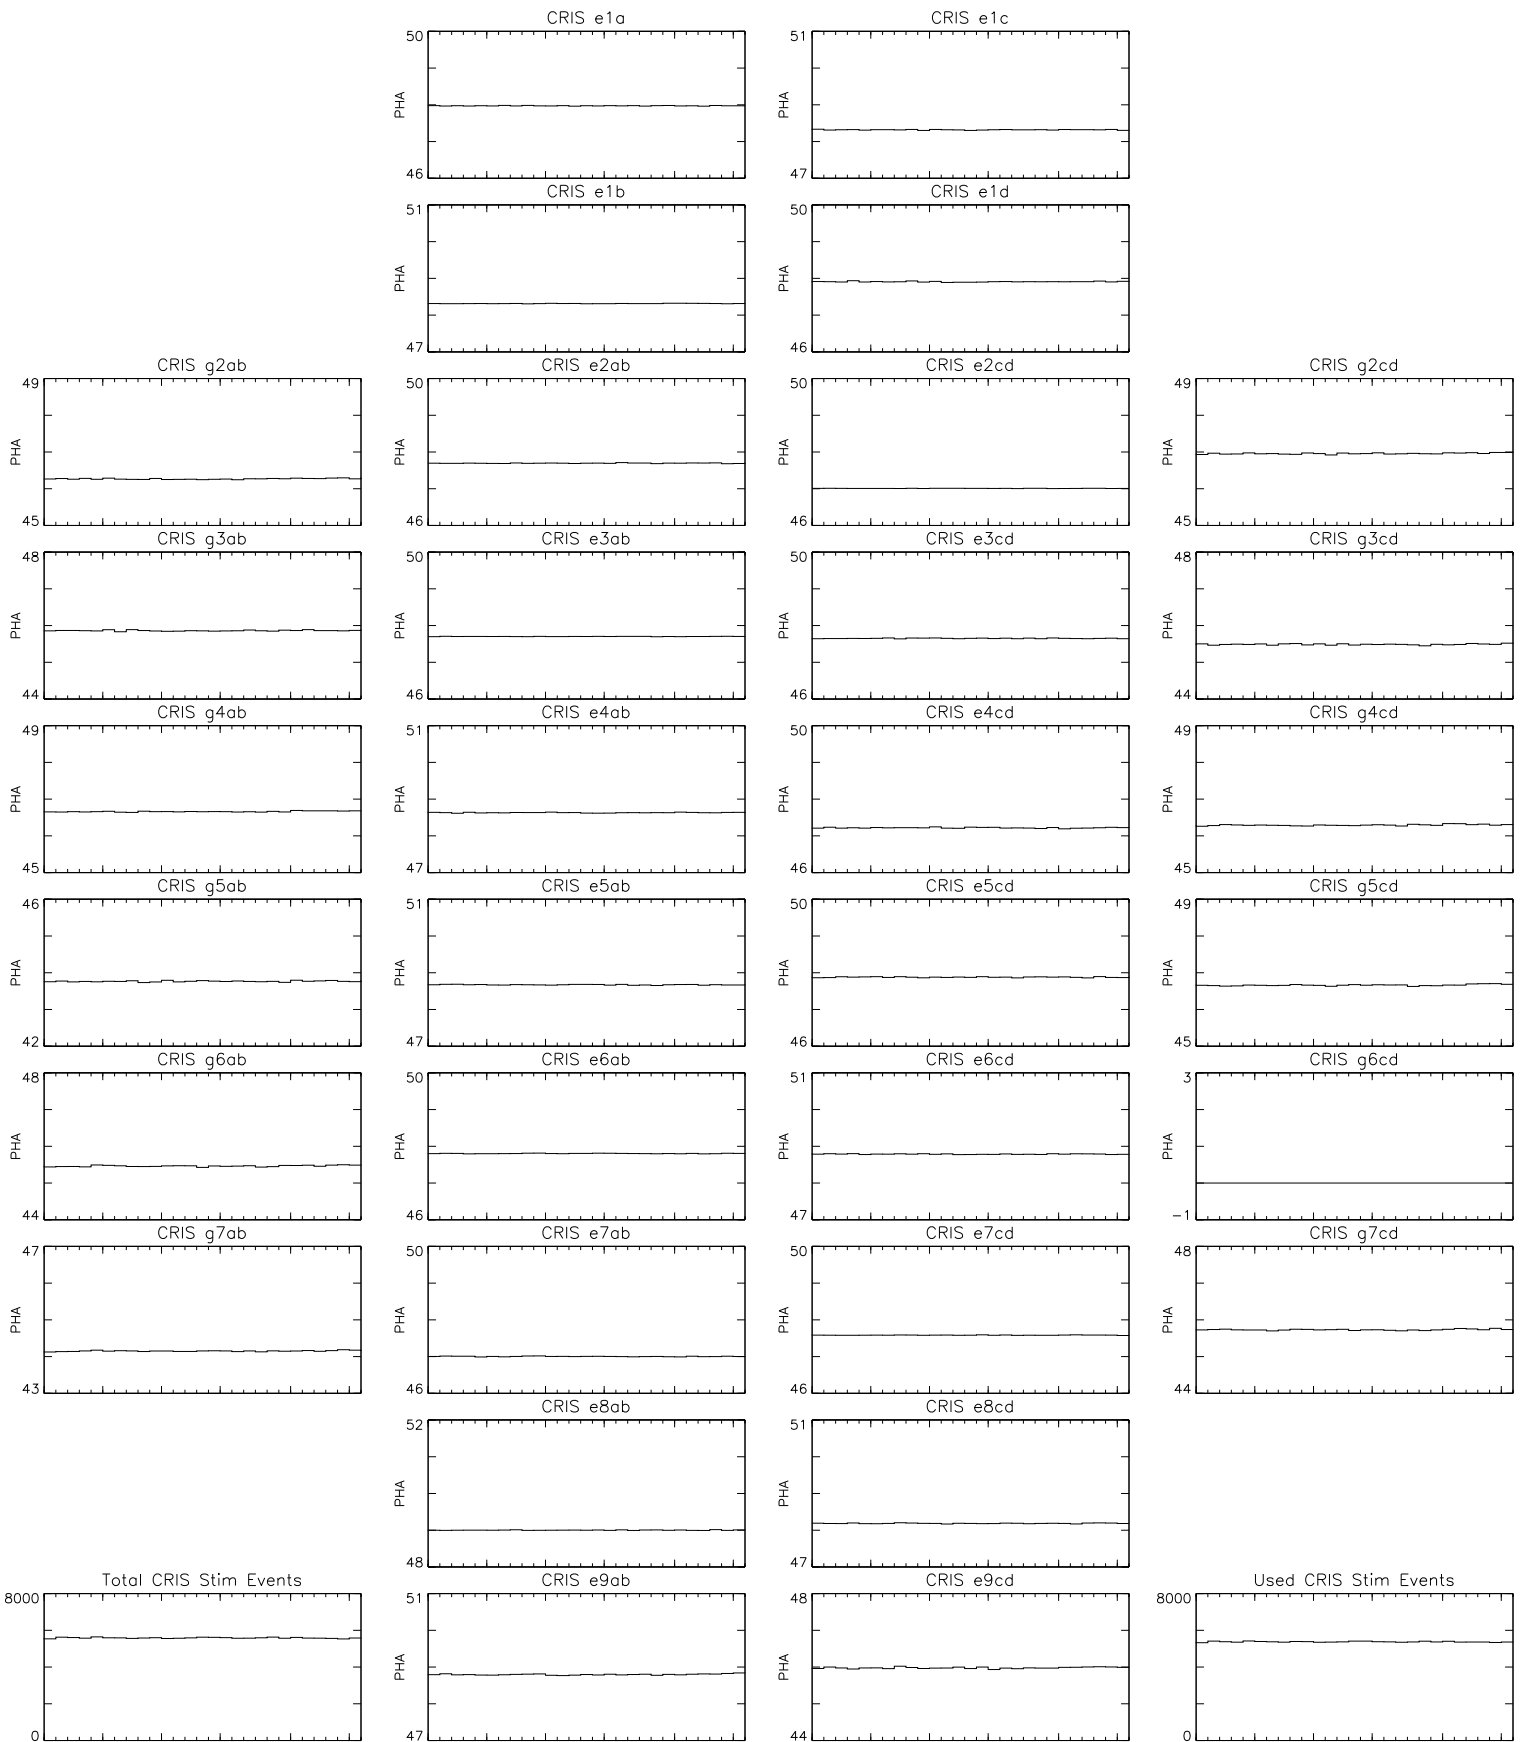 CRIS e1a
50
PHA
46
CRIS e1c
51
PHA
47
CRIS e1b
51
PHA
47
CRIS e1d
50
PHA
46
CRIS g2ab
49
PHA
45
CRIS e2ab
50
PHA
46
CRIS e2cd
50
PHA
46
CRIS g2cd
49
PHA
45
CRIS g3ab
48
PHA
44
CRIS e3ab
50
PHA
46
CRIS e3cd
50
PHA
46
CRIS g3cd
48
PHA
44
CRIS g4ab
49
PHA
45
CRIS e4ab
51
PHA
47
CRIS e4cd
50
PHA
46
CRIS g4cd
49
PHA
45
CRIS g5ab
46
PHA
42
CRIS e5ab
51
PHA
47
CRIS e5cd
50
PHA
46
CRIS g5cd
49
PHA
45
CRIS g6ab
48
PHA
44
CRIS e6ab
50
PHA
46
CRIS e6cd
51
PHA
47
CRIS g6cd
3
PHA
-1
CRIS g7ab
47
PHA
43
CRIS e7ab
50
PHA
46
CRIS e7cd
50
PHA
46
CRIS g7cd
48
PHA
44
CRIS e8ab
52
PHA
48
CRIS e8cd
51
PHA
47
Total CRIS Stim Events
8000
0
CRIS e9ab
51
PHA
47
CRIS e9cd
48
PHA
44
Used CRIS Stim Events
8000
0